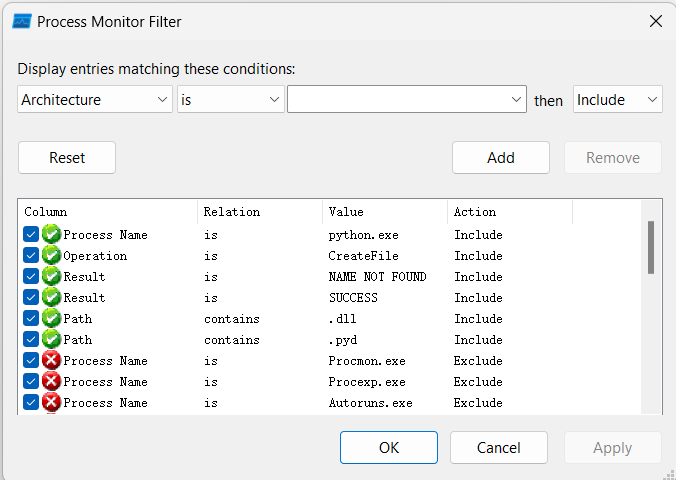 Process Monitor Filter
Display entries matching these conditions:
Architecture is then Include
Reset Add Remove
Column Relation Value Action
Process Name is python.exe Include
Operation is CreateFile Include
Result is NAME NOT FOUND Include
Result is SUCCESS Include
Path contains .dll Include
Path contains .pyd Include
Process Name is Procmon.exe Exclude
Process Name is Procexp.exe Exclude
Process Name is Autoruns.exe Exclude
OK Cancel Apply